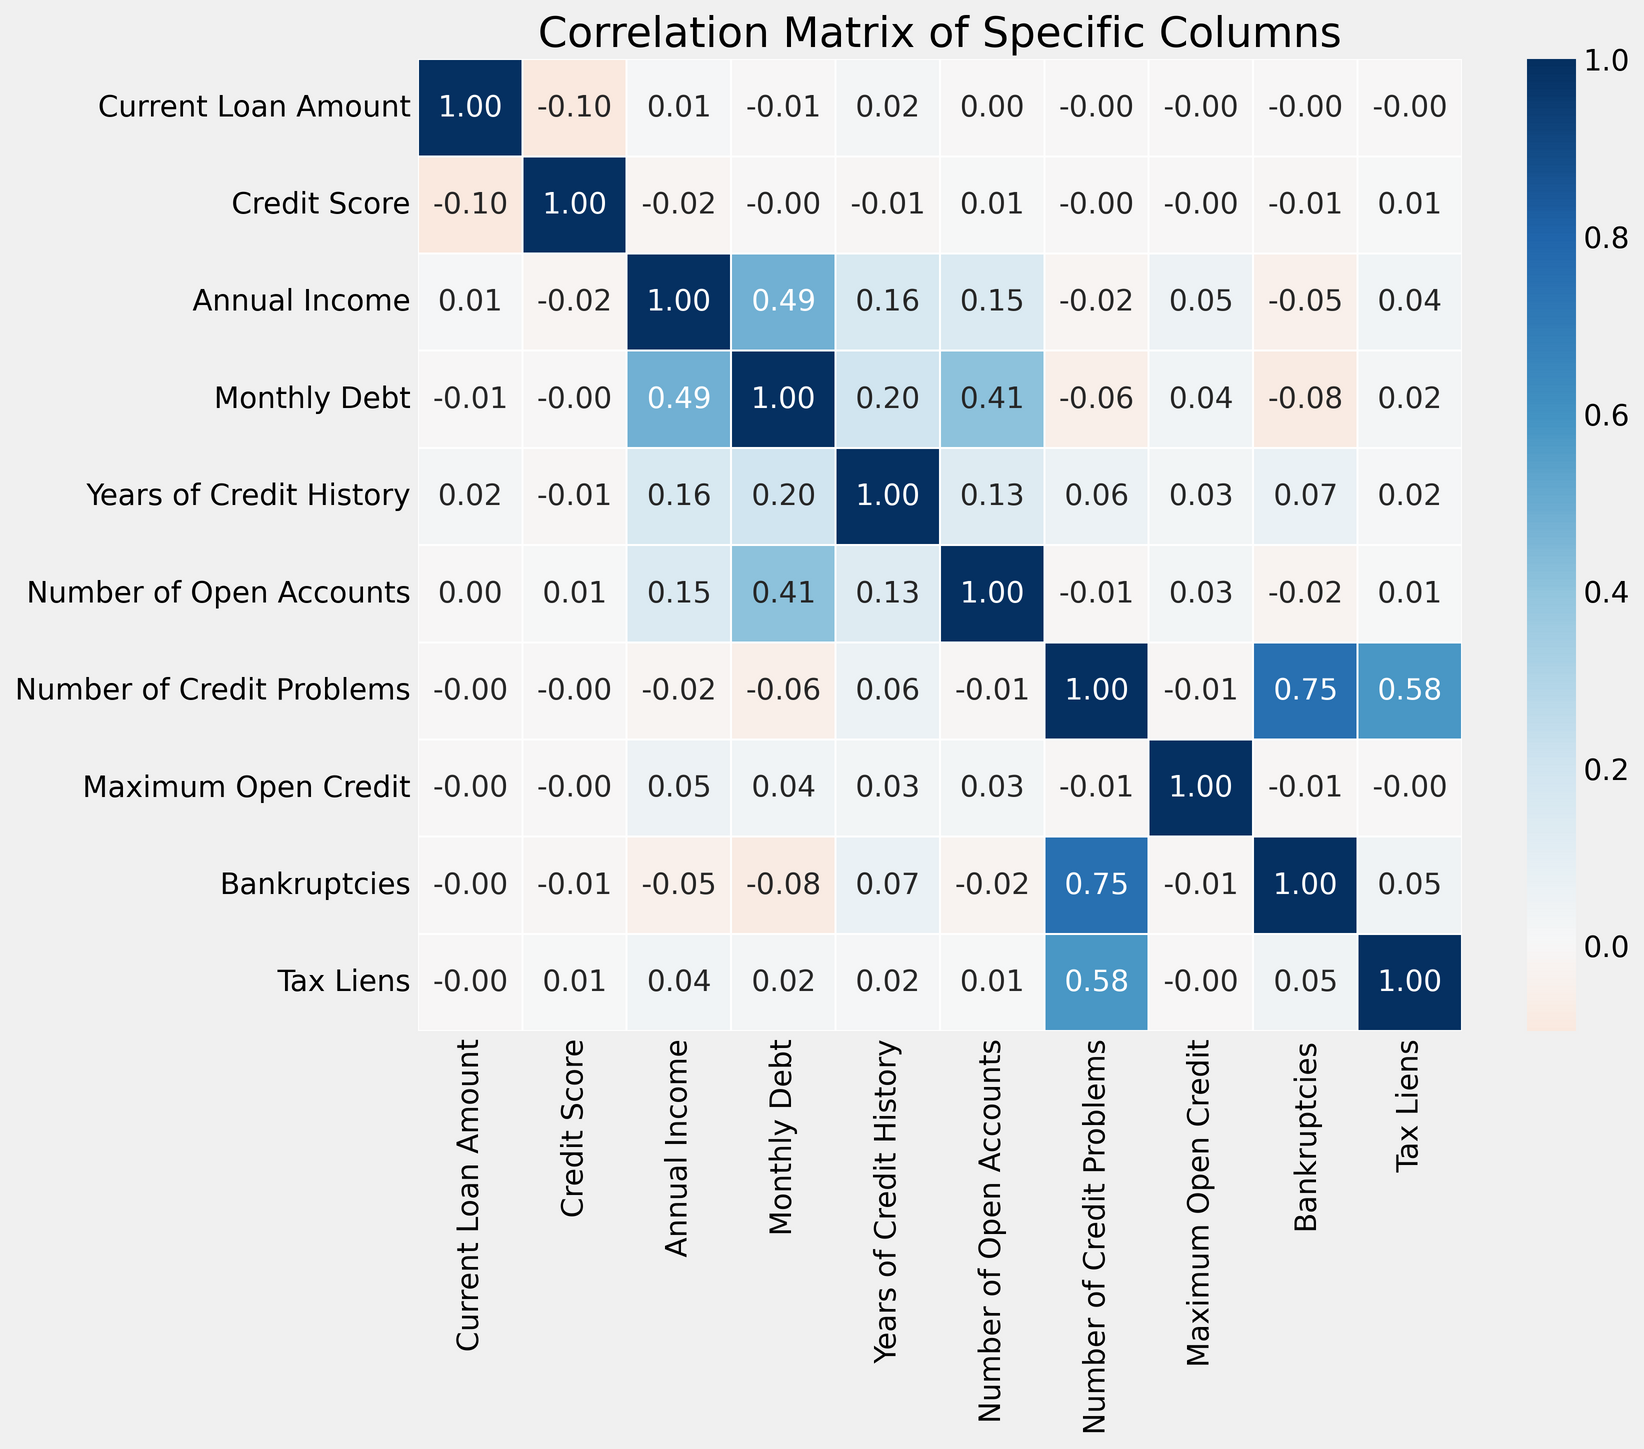 Correlation Matrix of Specific Columns
Current Loan Amount 1.00 -0.10 0.01 -0.01 0.02 0.00 -0.00 -0.00 -0.00 -0.00
Credit Score -0.10 1.00 -0.02 -0.00 -0.01 0.01 -0.00 -0.00 -0.01 0.01
Annual Income 0.01 -0.02 1.00 0.49 0.16 0.15 -0.02 0.05 -0.05 0.04
Monthly Debt -0.01 -0.00 0.49 1.00 0.20 0.41 -0.06 0.04 -0.08 0.02
Years of Credit History 0.02 -0.01 0.16 0.20 1.00 0.13 0.06 0.03 0.07 0.02
Number of Open Accounts 0.00 0.01 0.15 0.41 0.13 1.00 -0.01 0.03 -0.02 0.01
Number of Credit Problems -0.00 -0.00 -0.02 -0.06 0.06 -0.01 1.00 -0.01 0.75 0.58
Maximum Open Credit -0.00 -0.00 0.05 0.04 0.03 0.03 -0.01 1.00 -0.01 -0.00
Bankruptcies -0.00 -0.01 -0.05 -0.08 0.07 -0.02 0.75 -0.01 1.00 0.05
Tax Liens -0.00 0.01 0.04 0.02 0.02 0.01 0.58 -0.00 0.05 1.00
Current Loan Amount
Credit Score
Annual Income
Monthly Debt
Years of Credit History
Number of Open Accounts
Number of Credit Problems
Maximum Open Credit
Bankruptcies
Tax Liens
1.0
0.8
0.6
0.4
0.2
0.0